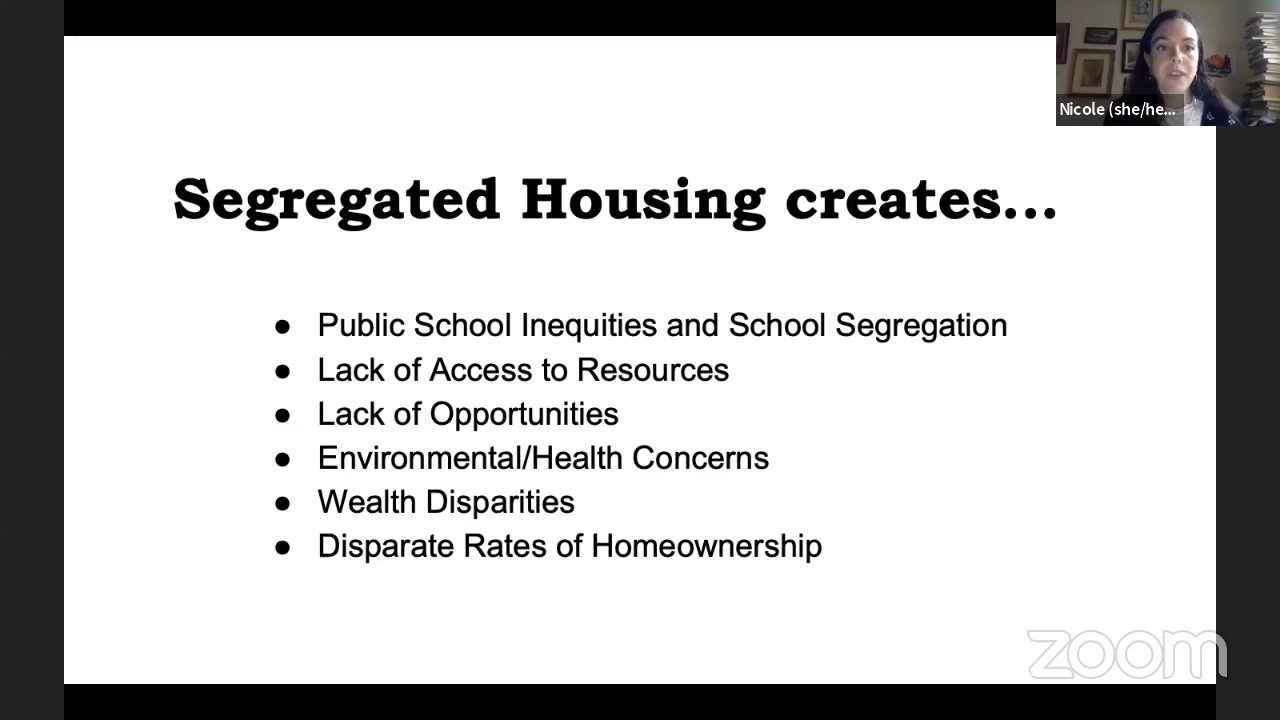 Nicole (she/he...
Segregated Housing creates...
● Public School Inequities and School Segregation
● Lack of Access to Resources
● Lack of Opportunities
● Environmental/Health Concerns
● Wealth Disparities
● Disparate Rates of Homeownership
zoom